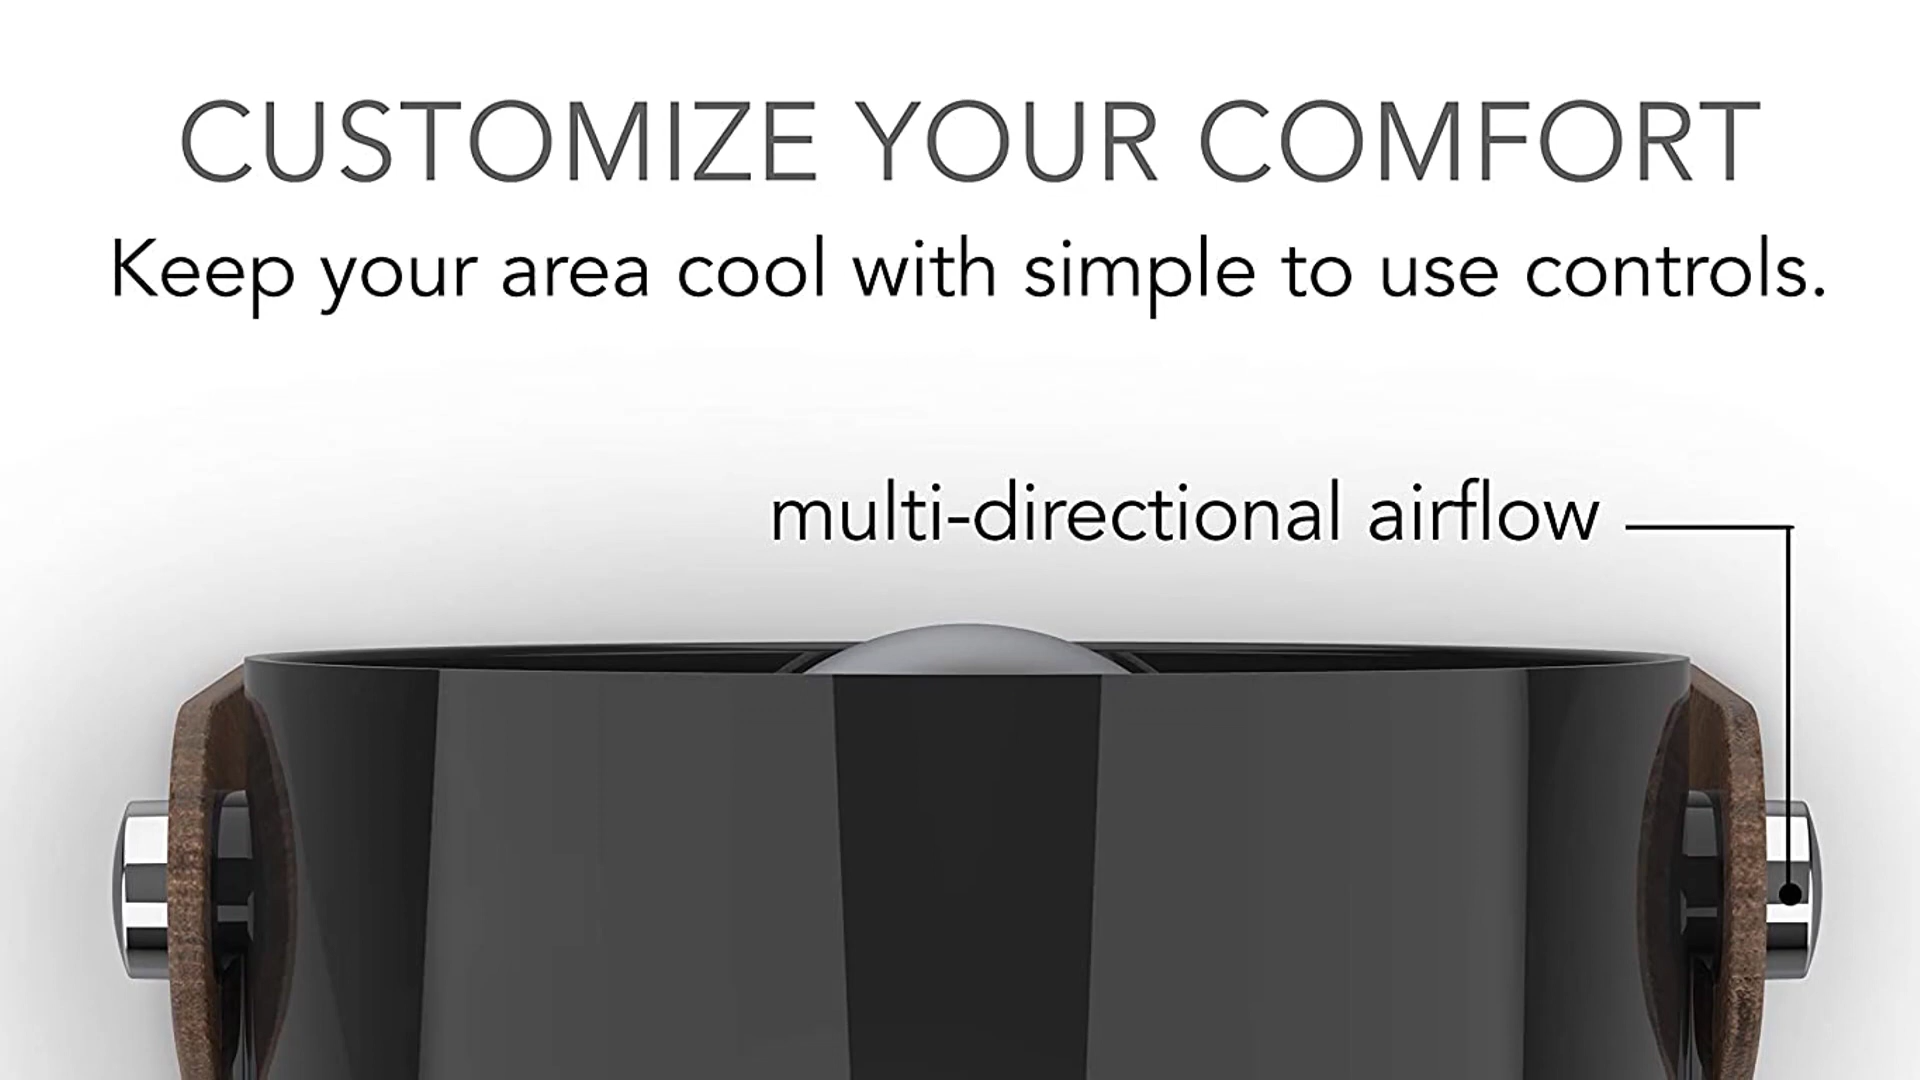 CUSTOMIZE YOUR COMFORT
Keep your area cool with simple to use controls.
multi-directional airflow